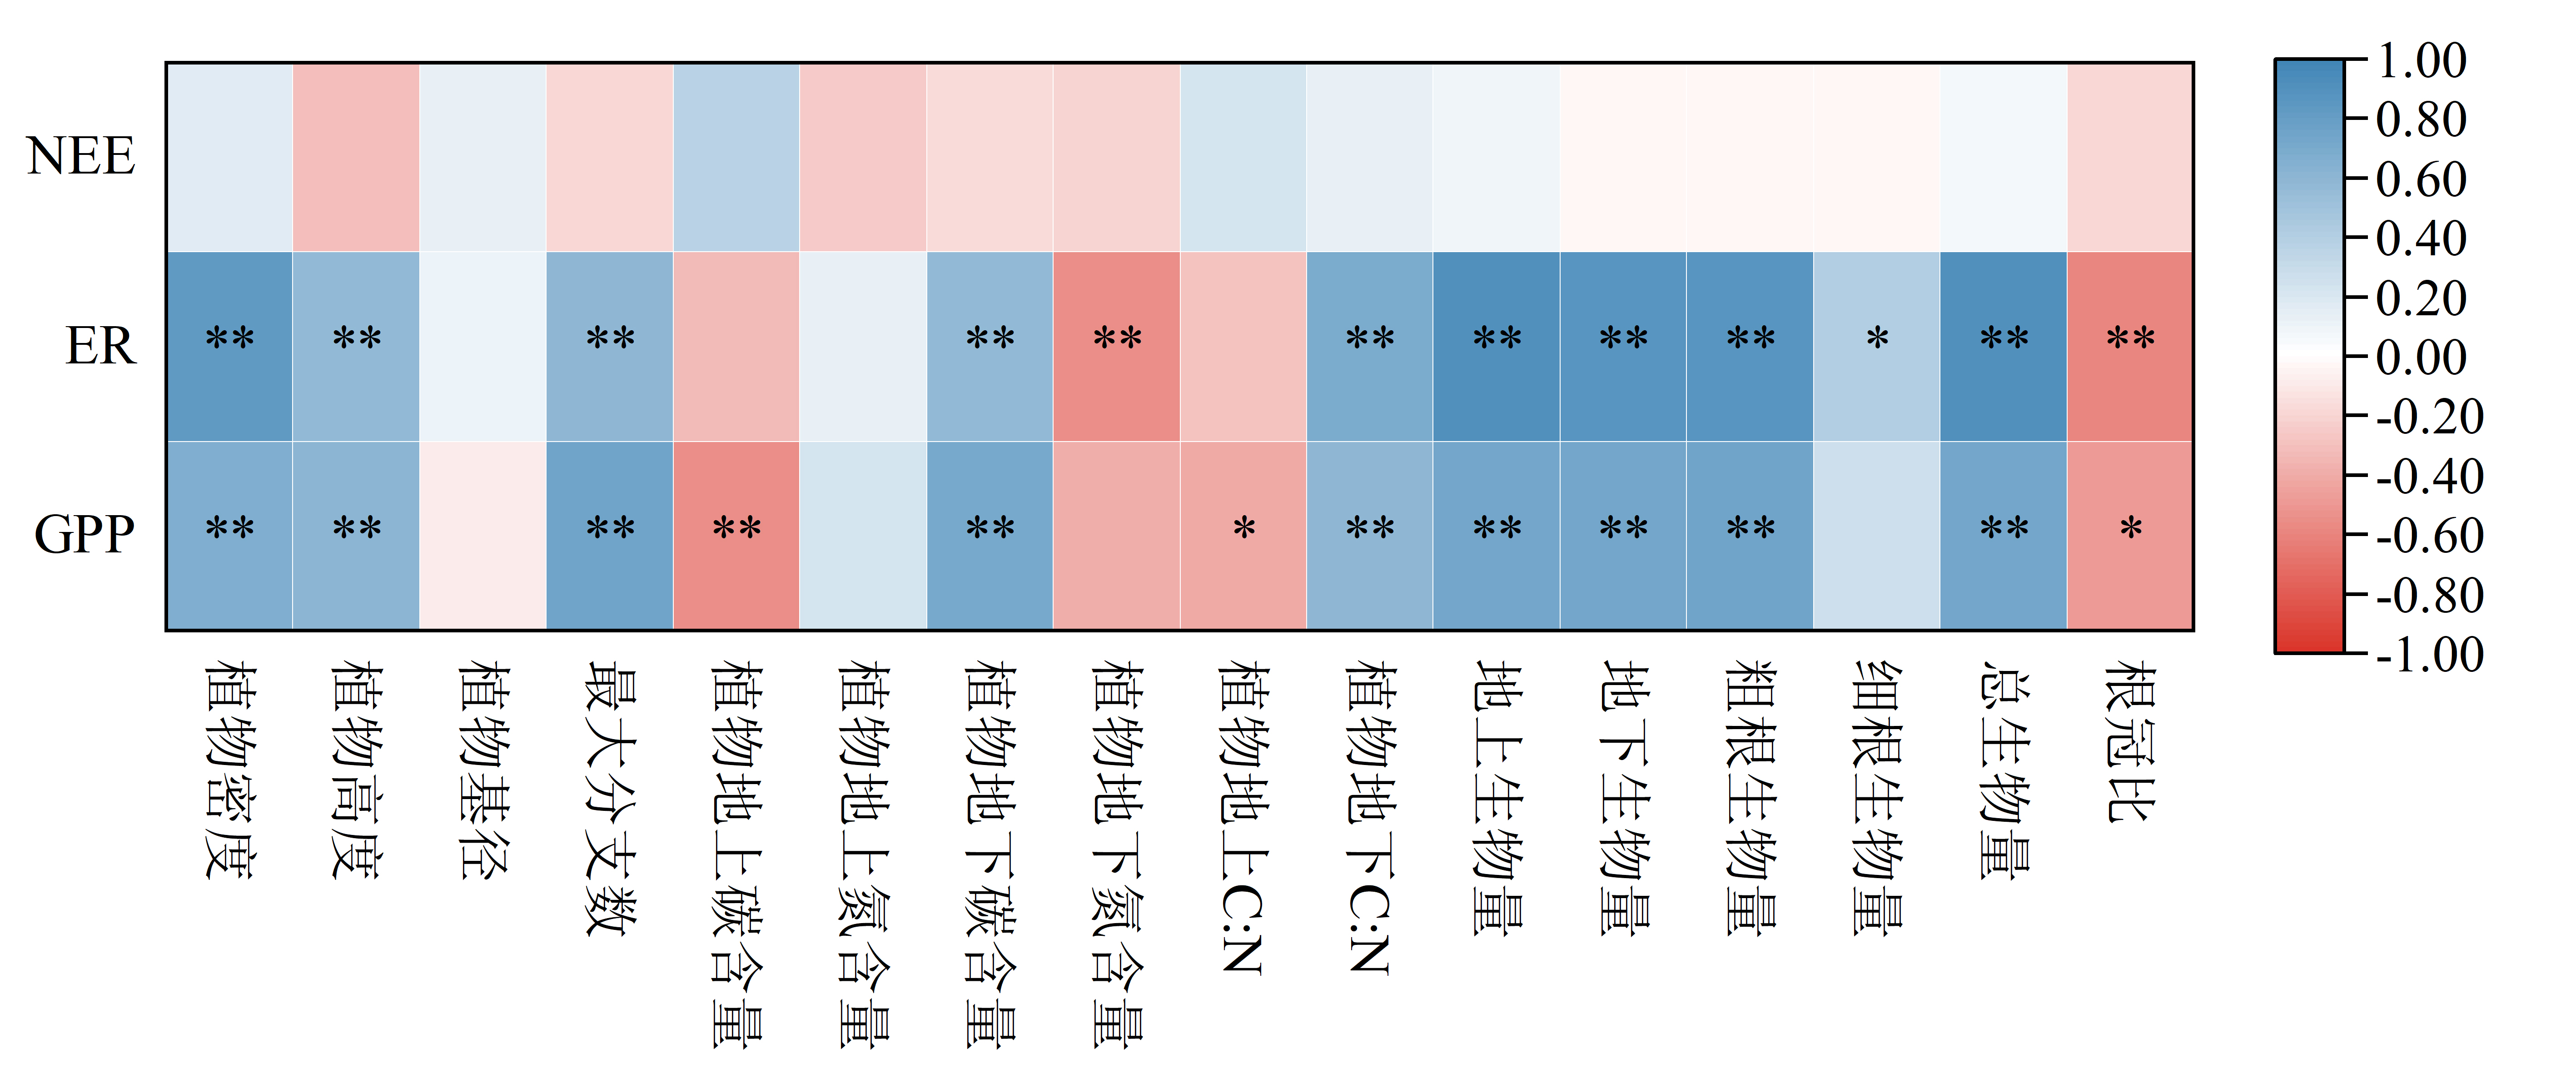 NEE
ER
GPP
** ** ** ** ** ** ** ** ** * ** **
** ** ** ** ** * ** ** ** ** ** *
植物密度
植物高度
植物基径
最大分支数
植物地上碳含量
植物地上氮含量
植物地下碳含量
植物地下氮含量
植物地上C:N
植物地下C:N
地上生物量
地下生物量
粗根生物量
细根生物量
总生物量
根冠比
1.00
0.80
0.60
0.40
0.20
0.00
-0.20
-0.40
-0.60
-0.80
-1.00